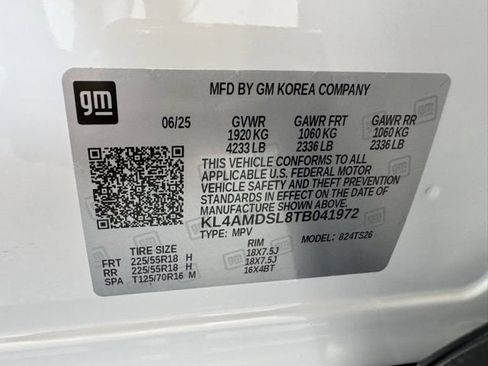 gm
MFD BY GM KOREA COMPANY
06/25 GVWR GAWR FRT GAWR RR
1920 KG 1060 KG 1060 KG
4233 LB 2336 LB 2336 LB
THIS VEHICLE CONFORMS TO ALL
APPLICABLE U.S. FEDERAL MOTOR
VEHICLE SAFETY AND THEFT PREVENTION
STANDARDS IN EFFECT ON THE DATE OF
MANUFACTURE SHOWN ABOVE.
KL4AMDSL8TB041972
TYPE: MPV MODEL: 824TS26
TIRE SIZE RIM
FRT 225/55R18 H 18X7.5J
RR 225/55R18 H 18X7.5J
SPA T125/70R16 M 16X4BT